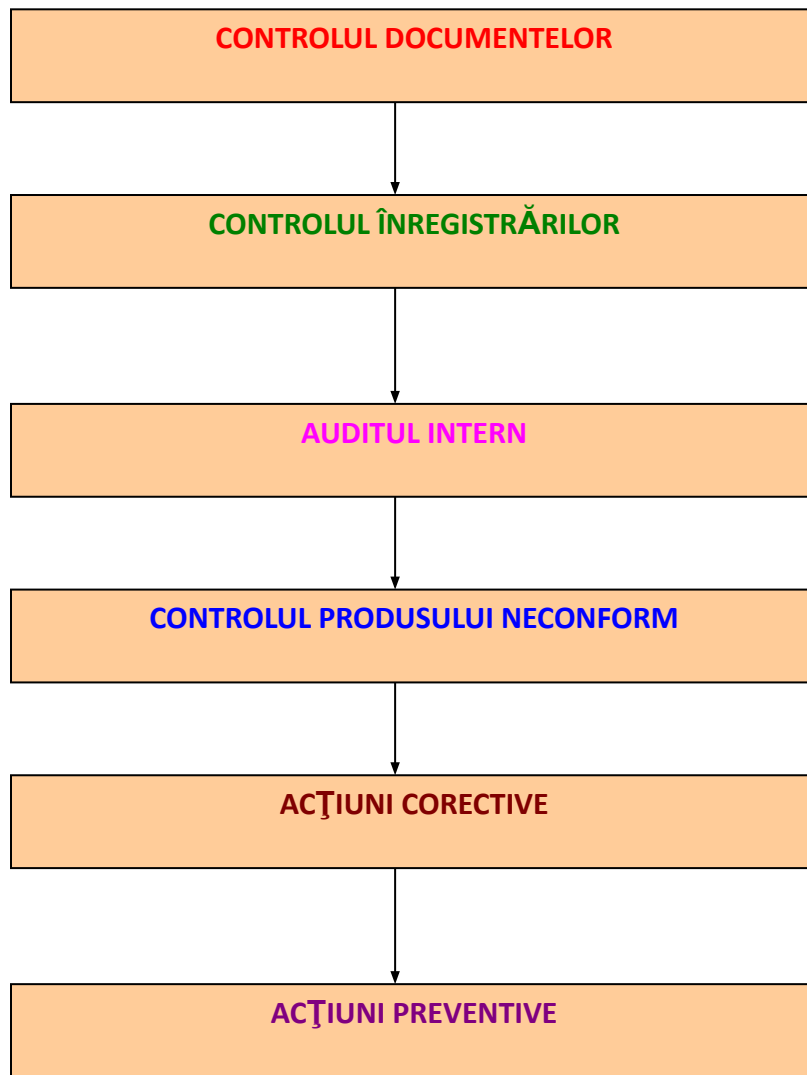 CONTROLUL DOCUMENTELOR
CONTROLUL ÎNREGISTRĂRILOR
AUDITUL INTERN
CONTROLUL PRODUSULUI NECONFORM
ACŢIUNI CORECTIVE
ACŢIUNI PREVENTIVE